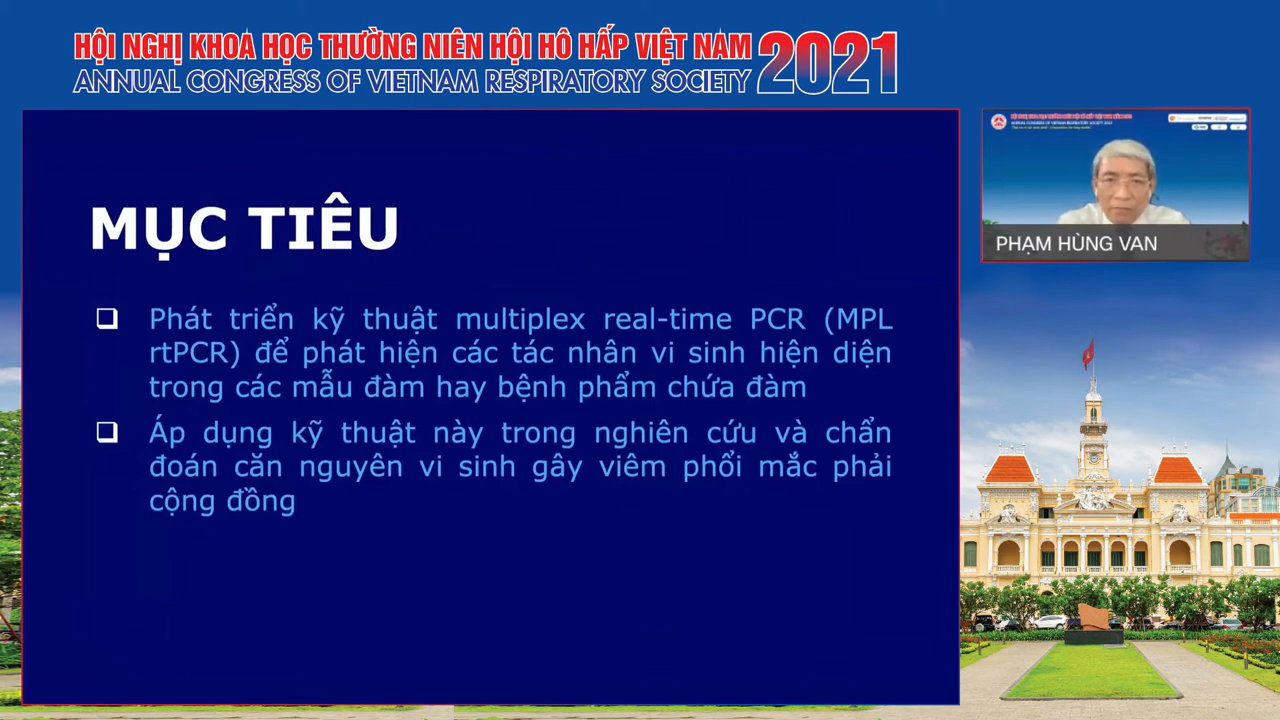 HỘI NGHỊ KHOA HỌC THƯỜNG NIÊN HỘI HÔ HẤP VIỆT NAM 2021
ANNUAL CONGRESS OF VIETNAM RESPIRATORY SOCIETY
MỤC TIÊU
Phát triển kỹ thuật multiplex real-time PCR (MPL
rtPCR) để phát hiện các tác nhân vi sinh hiện diện
trong các mẫu đàm hay bệnh phẩm chứa đàm
Áp dụng kỹ thuật này trong nghiên cứu và chẩn
đoán căn nguyên vi sinh gây viêm phổi mắc phải
cộng đồng
PHẠM HÙNG VAN